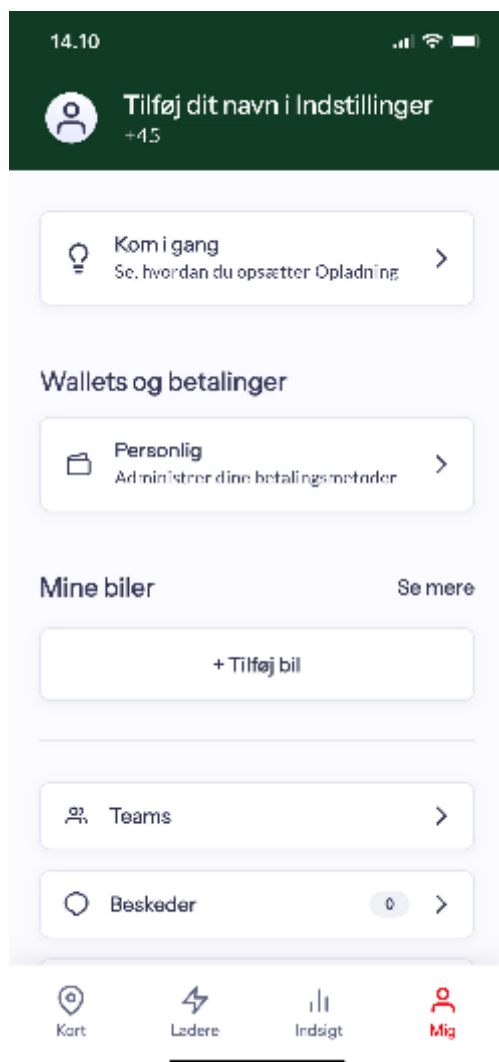 14.10
Tilføj dit navn i Indstillinger
+45
Kom i gang
Se, hvordan du opsætter Opladning
Wallets og betalinger
Personlig
Administrer dine betalingsmetoder
Mine biler
Se mere
+ Tilføj bil
Teams
Beskeder
0
Kort
Ladere
Indsigt
Mig